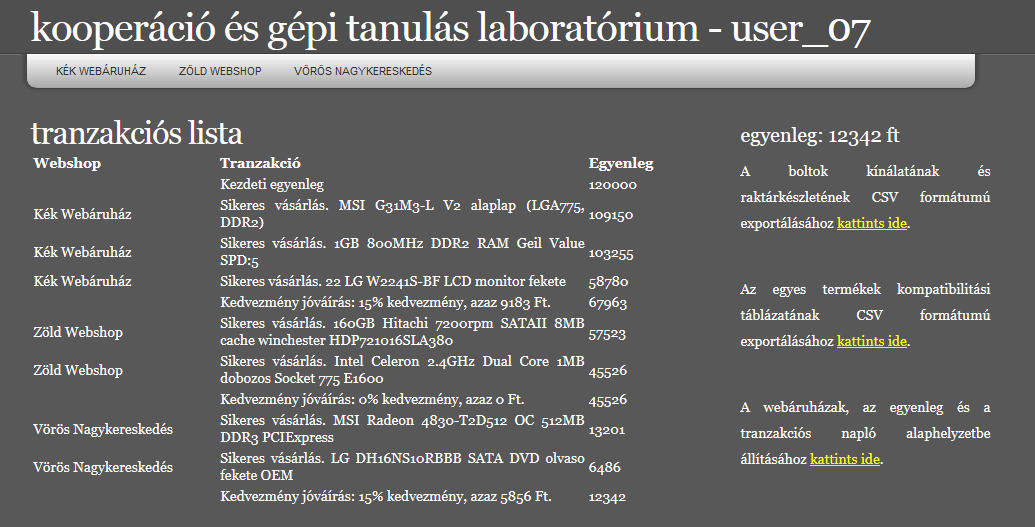 kooperáció és gépi tanulás laboratórium - user_07
KÉK WEBÁRUHÁZ ZÖLD WEBSHOP VÖRÖS NAGYKERESKEDÉS
tranzakciós lista
Webshop Tranzakció Egyenleg
Kezdeti egyenleg 120000
Kék Webáruház Sikeres vásárlás. MSI G31M3-L V2 alaplap (LGA775,
DDR2) 109150
Kék Webáruház Sikeres vásárlás. 1GB 800MHz DDR2 RAM Geil Value
SPD:5 103255
Kék Webáruház Sikeres vásárlás. 22 LG W2241S-BF LCD monitor fekete 58780
Kedvezmény jóváírás: 15% kedvezmény, azaz 9183 Ft. 67963
Zöld Webshop Sikeres vásárlás. 160GB Hitachi 7200rpm SATAII 8MB
cache winchester HDP721016SLA380 57523
Zöld Webshop Sikeres vásárlás. Intel Celeron 2.4GHz Dual Core 1MB
dobozos Socket 775 E1600 45526
Kedvezmény jóváírás: 0% kedvezmény, azaz 0 Ft. 45526
Vörös Nagykereskedés Sikeres vásárlás. MSI Radeon 4830-T2D512 OC 512MB
DDR3 PCIExpress 13201
Vörös Nagykereskedés Sikeres vásárlás. LG DH16NS10RBBB SATA DVD olvaso
fekete OEM 6486
Kedvezmény jóváírás: 15% kedvezmény, azaz 5856 Ft. 12342
egyenleg: 12342 ft
A boltok kínálatának és
raktárkészletének CSV formátumú
exportálásához kattints ide.
Az egyes termékek kompatibilitási
táblázatának CSV formátumú
exportálásához kattints ide.
A webáruházak, az egyenleg és a
tranzakciós napló alaphelyzetbe
állításához kattints ide.